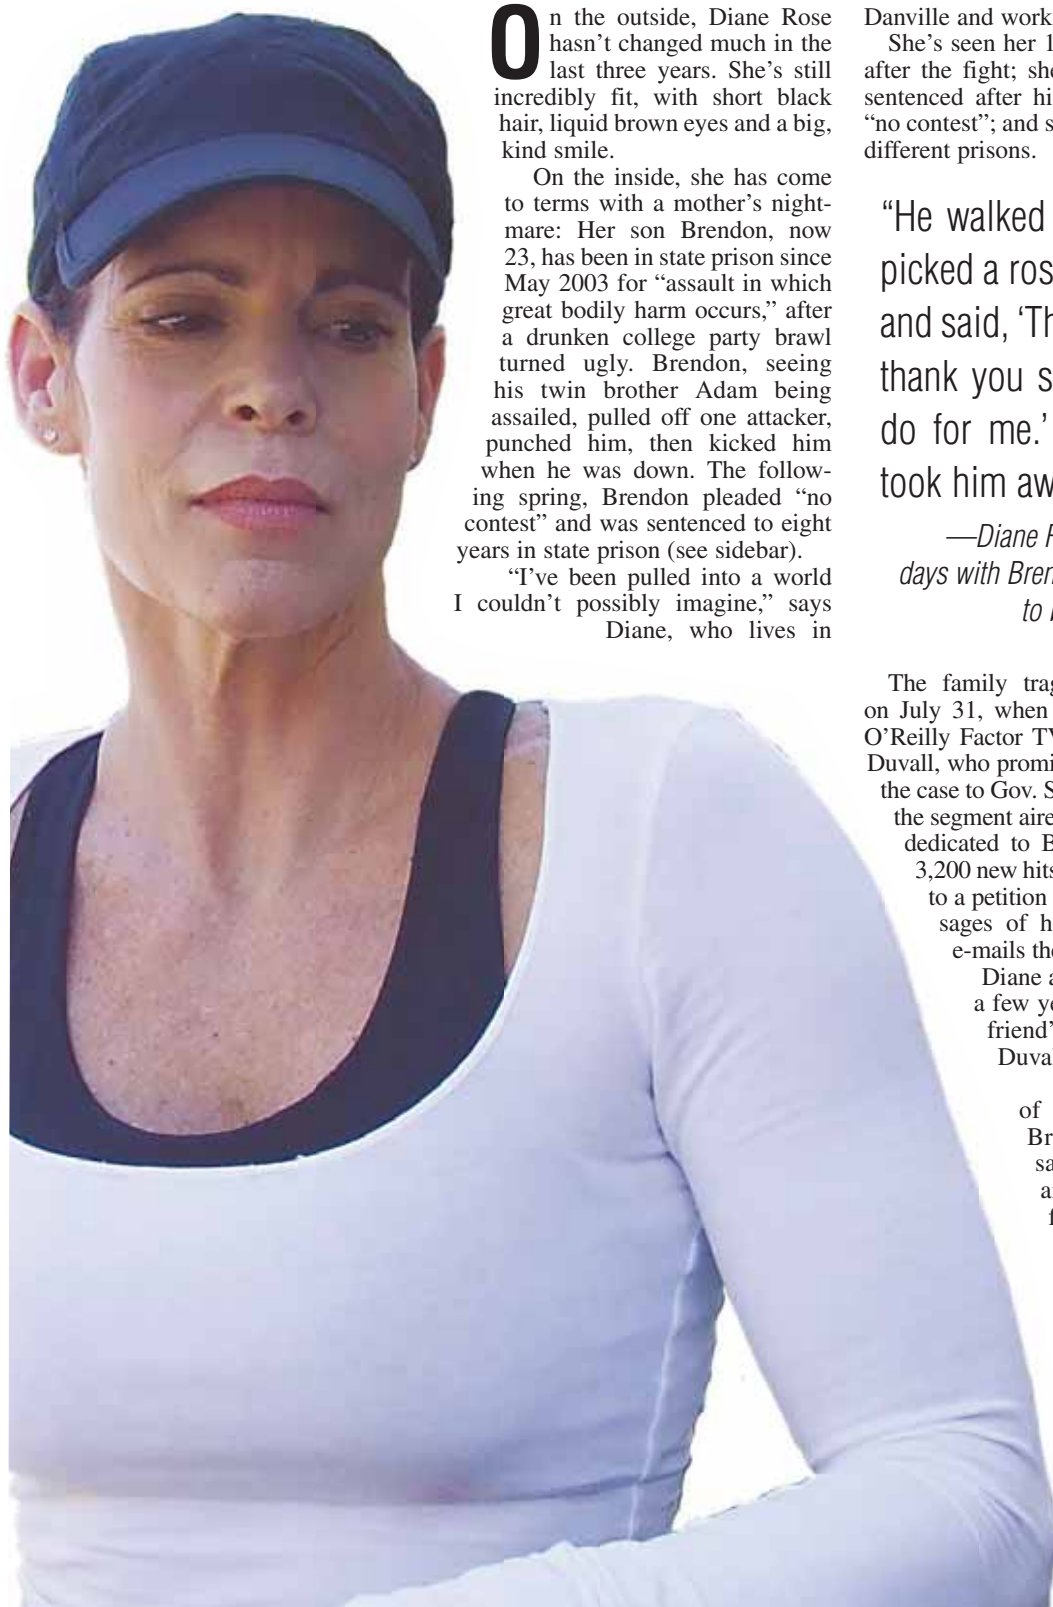 On the outside, Diane Rose
hasn't changed much in the
last three years. She's still
incredibly fit, with short black
hair, liquid brown eyes and a big,
kind smile.
On the inside, she has come
to terms with a mother's night-
mare: Her son Brendon, now
23, has been in state prison since
May 2003 for “assault in which
great bodily harm occurs,” after
a drunken college party brawl
turned ugly. Brendon, seeing
his twin brother Adam being
assailed, pulled off one attacker,
punched him, then kicked him
when he was down. The follow-
ing spring, Brendon pleaded “no
contest” and was sentenced to eight
years in state prison (see sidebar).
“I’ve been pulled into a world
I couldn’t possibly imagine,” says
Diane, who lives in
Danville and work
She’s seen her 1
after the fight; she
sentenced after hi
“no contest”; and s
different prisons.
“He walked
picked a ros
and said, ‘Th
thank you s
do for me.’
took him aw
—Diane R
days with Bren
to
The family trag
on July 31, when
O’Reilly Factor TV
Duvall, who promi
the case to Gov. S
the segment aire
dedicated to B
3,200 new hits
to a petition
sages of h
e-mails the
Diane a
a few ye
friend’
Duva
of
Br
sa
a
f